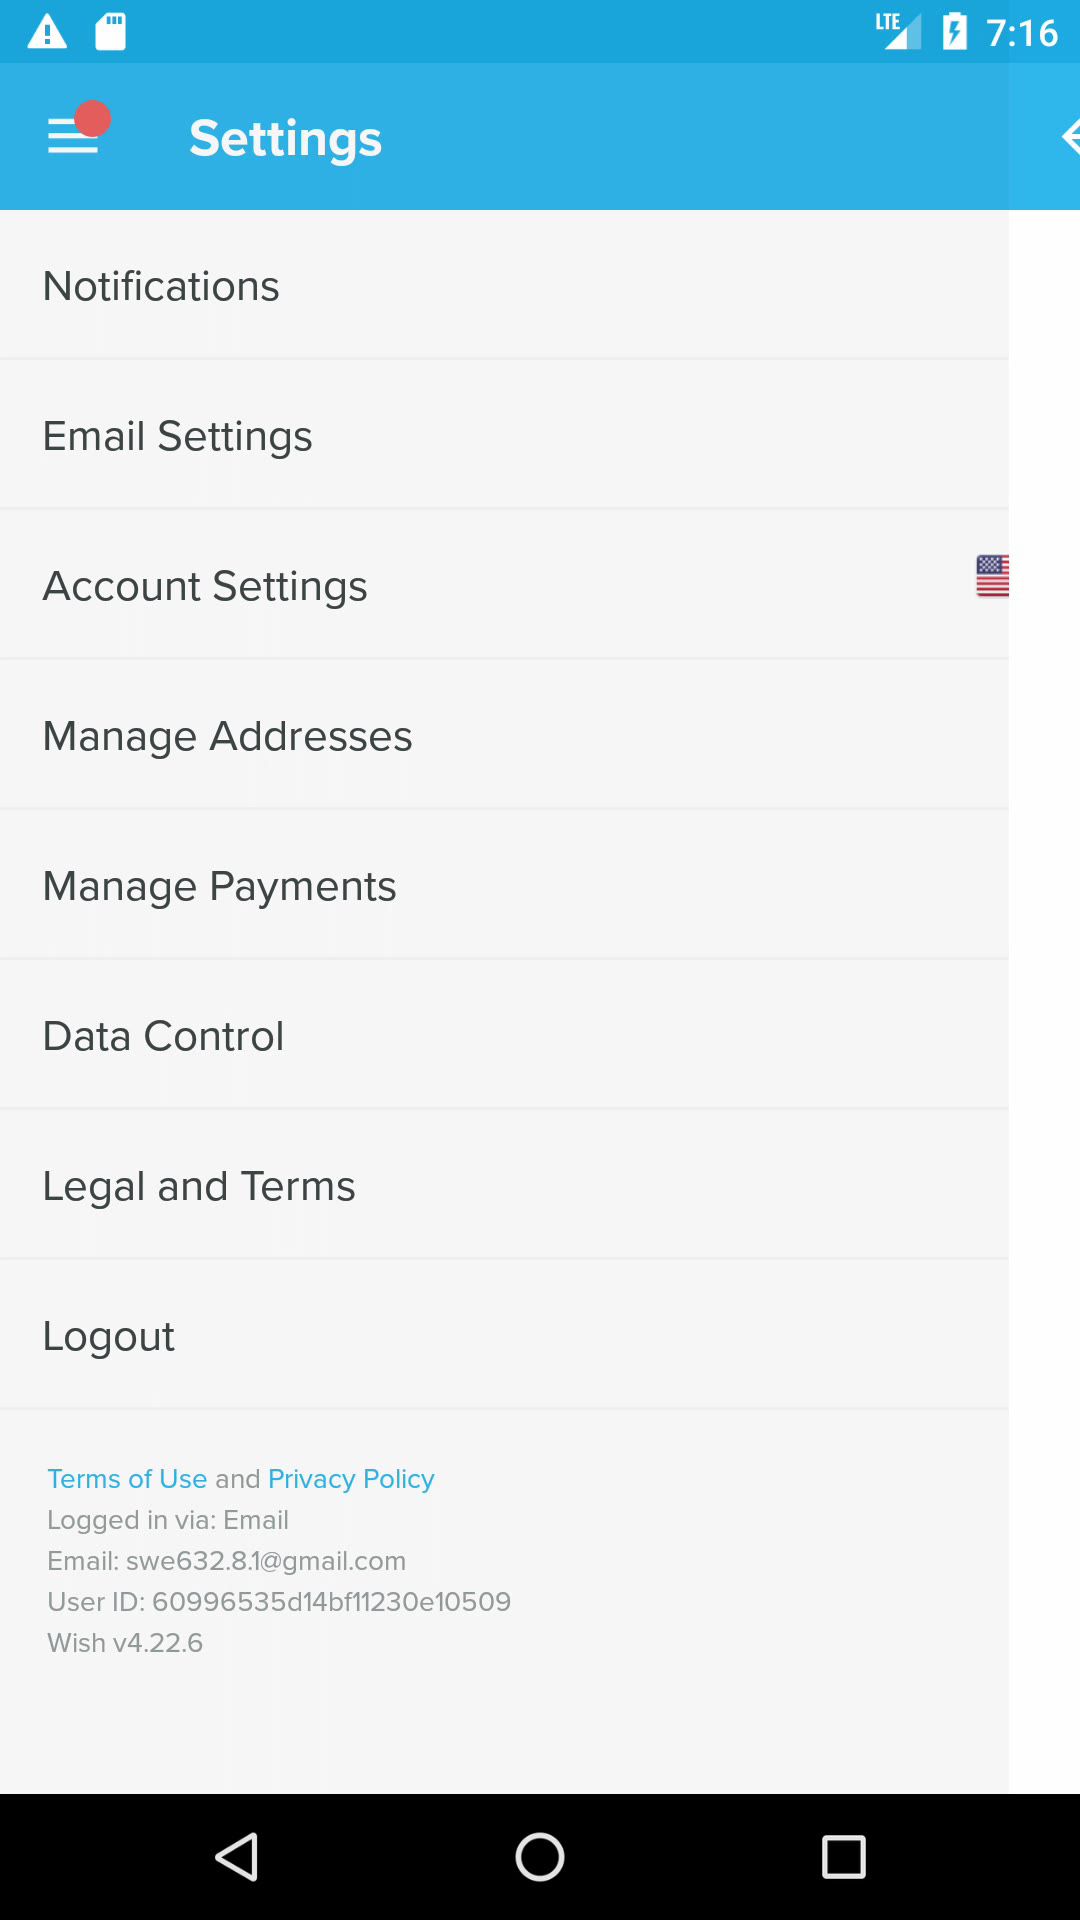 LTE 7:16
Settings
Notifications
Email Settings
Account Settings
Manage Addresses
Manage Payments
Data Control
Legal and Terms
Logout
Terms of Use and Privacy Policy
Logged in via: Email
Email: swe632.8.1@gmail.com
User ID: 60996535d14bf11230e10509
Wish v4.22.6